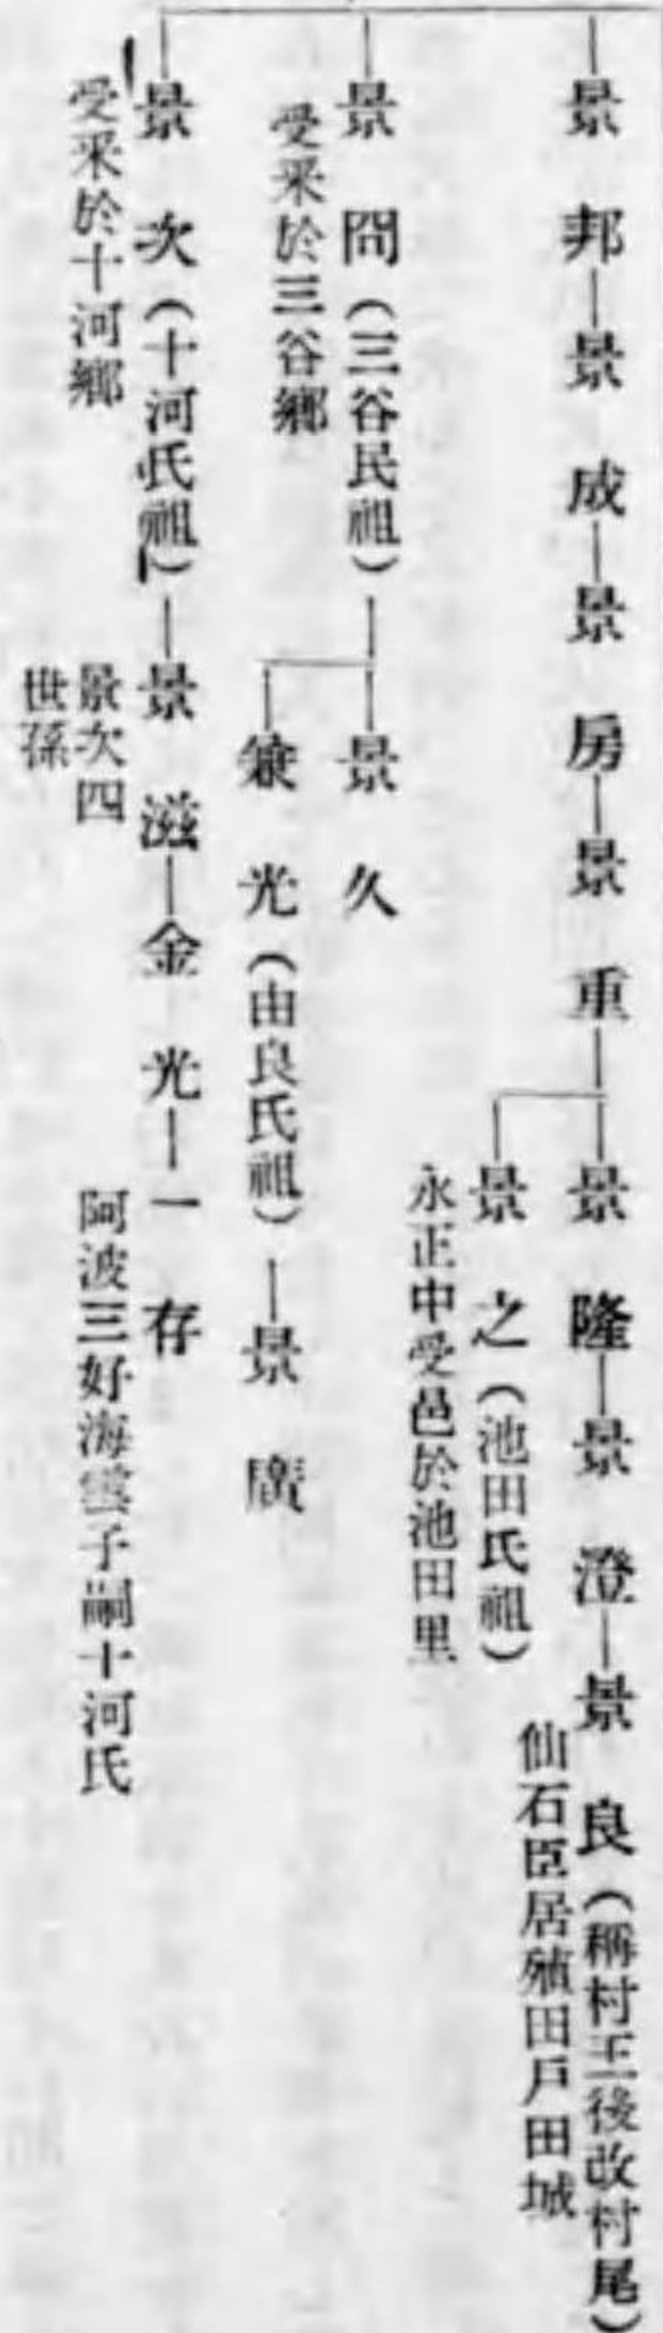 景邦―景成―景房―景重―景隆―景澄―景良(稱村王後改村尾)
仙石臣居殖田戶田城
景之(池田氏祖)
永正中受邑於池田里
景問(三谷民祖)―景久
受釆於三谷鄉
兼光(由良氏祖)―景廣
景次(十河氏祖)―景滋―金光―一存
受釆於十河鄉
景次四
世孫
阿波三好海雲子嗣十河氏